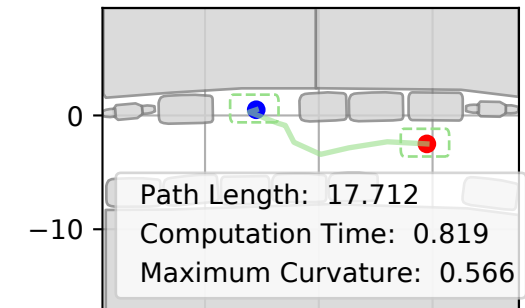 0
−10
Path Length: 17.712
Computation Time: 0.819
Maximum Curvature: 0.566